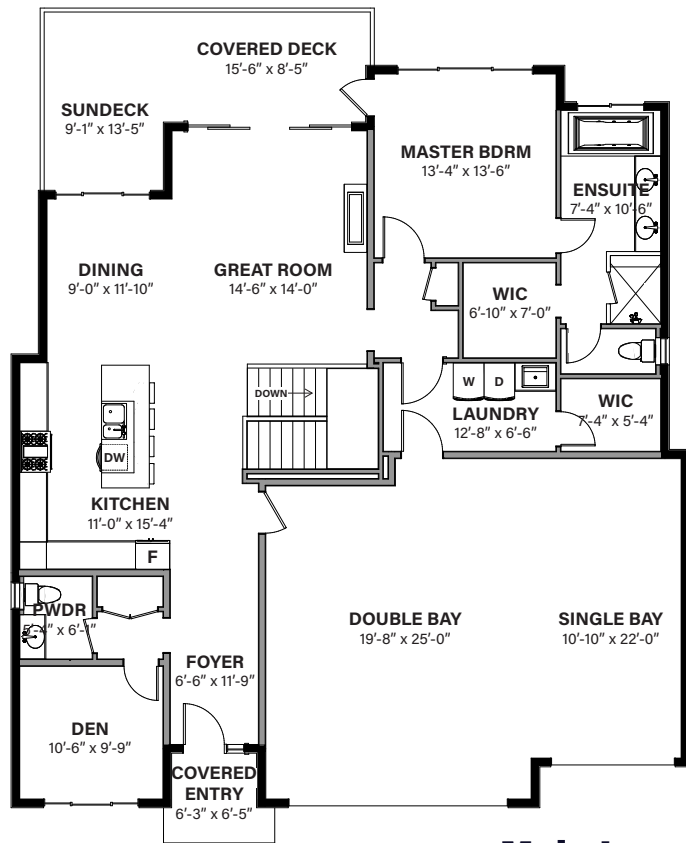 COVERED DECK
15'-6" x 8'-5"
SUNDECK
9'-1" x 13'-5"
MASTER BDRM
13'-4" x 13'-6"
ENSUITE
7'-4" x 10'-6"
DINING
9'-0" x 11'-10"
GREAT ROOM
14'-6" x 14'-0"
WIC
6'-10" x 7'-0"
DOWN
W D
LAUNDRY
12'-8" x 6'-6"
WIC
7'-4" x 5'-4"
DW
KITCHEN
11'-0" x 15'-4"
F
PWDR
x 6'-
DOUBLE BAY
19'-8" x 25'-0"
SINGLE BAY
10'-10" x 22'-0"
FOYER
6'-6" x 11'-9"
DEN
10'-6" x 9'-9"
COVERED
ENTRY
6'-3" x 6'-5"